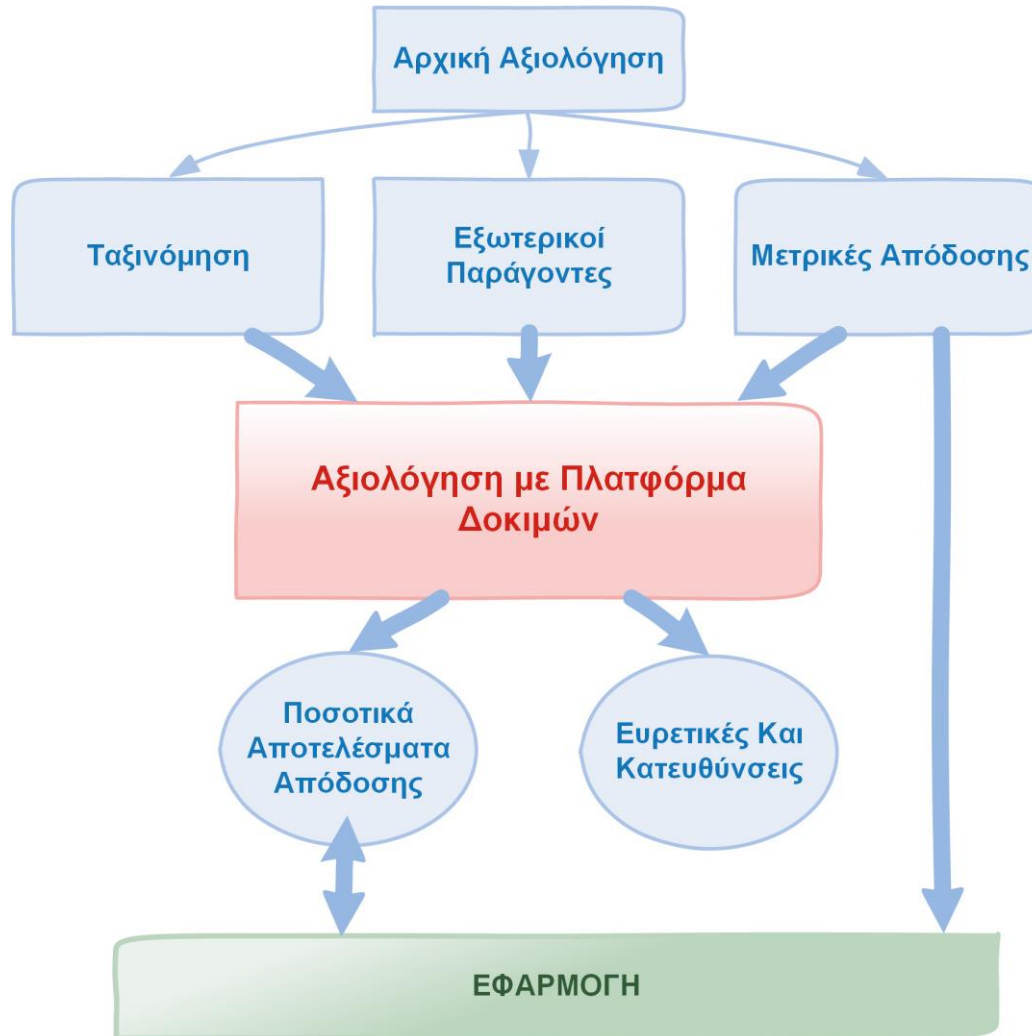 Αρχική Αξιολόγηση
Ταξινόμηση
Εξωτερικοί
Παράγοντες
Μετρικές Απόδοσης
Αξιολόγηση με Πλατφόρμα
Δοκιμών
Ποσοτικά
Αποτελέσματα
Απόδοσης
Ευρετικές Και
Κατευθύνσεις
ΕΦΑΡΜΟΓΗ